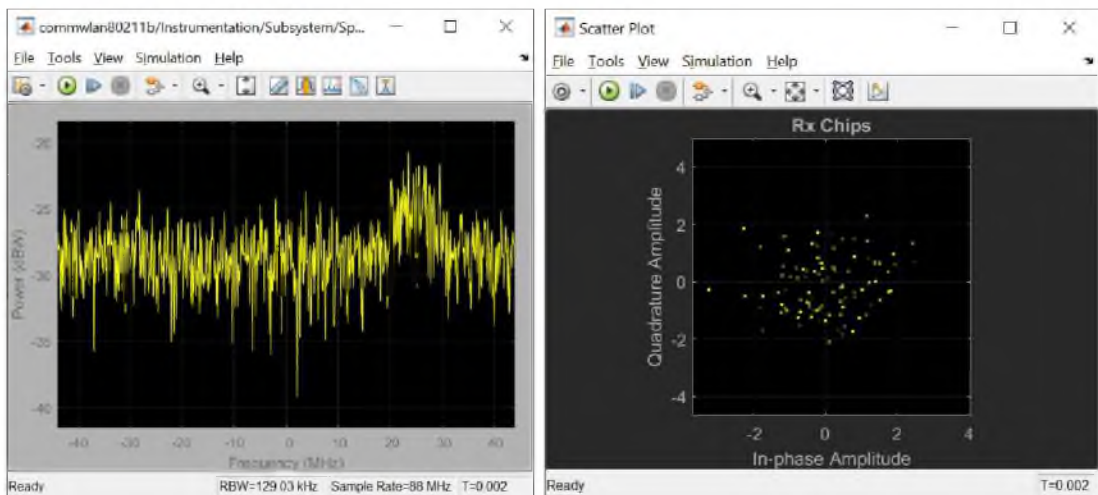 commwlan80211b/Instrumentation/Subsystem/Sp...
File Tools View Simulation Help
-20
-25
-30
-35
-40
Power (dBW)
-40 -30 -20 -10 0 10 20 30 40
Frequency (MHz)
Ready RBW=129.03 kHz Sample Rate=88 MHz T=0.002
Scatter Plot
File Tools View Simulation Help
Rx Chips
4
2
0
-2
-4
Quadrature Amplitude
-2 0 2 4
In-phase Amplitude
Ready T=0.002